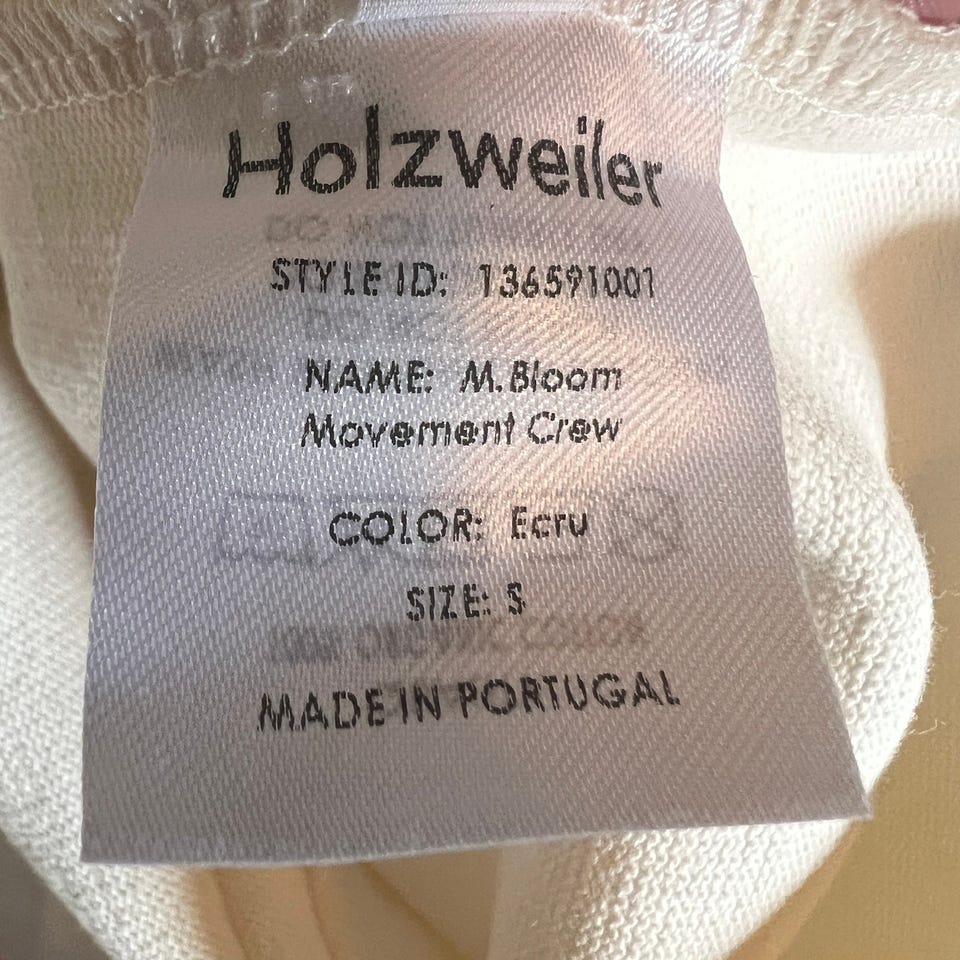 Holzweiler
STYLE ID: 136591001
NAME: M.Bloom
Movement Crew
COLOR: Ecru
SIZE: S
MADE IN PORTUGAL